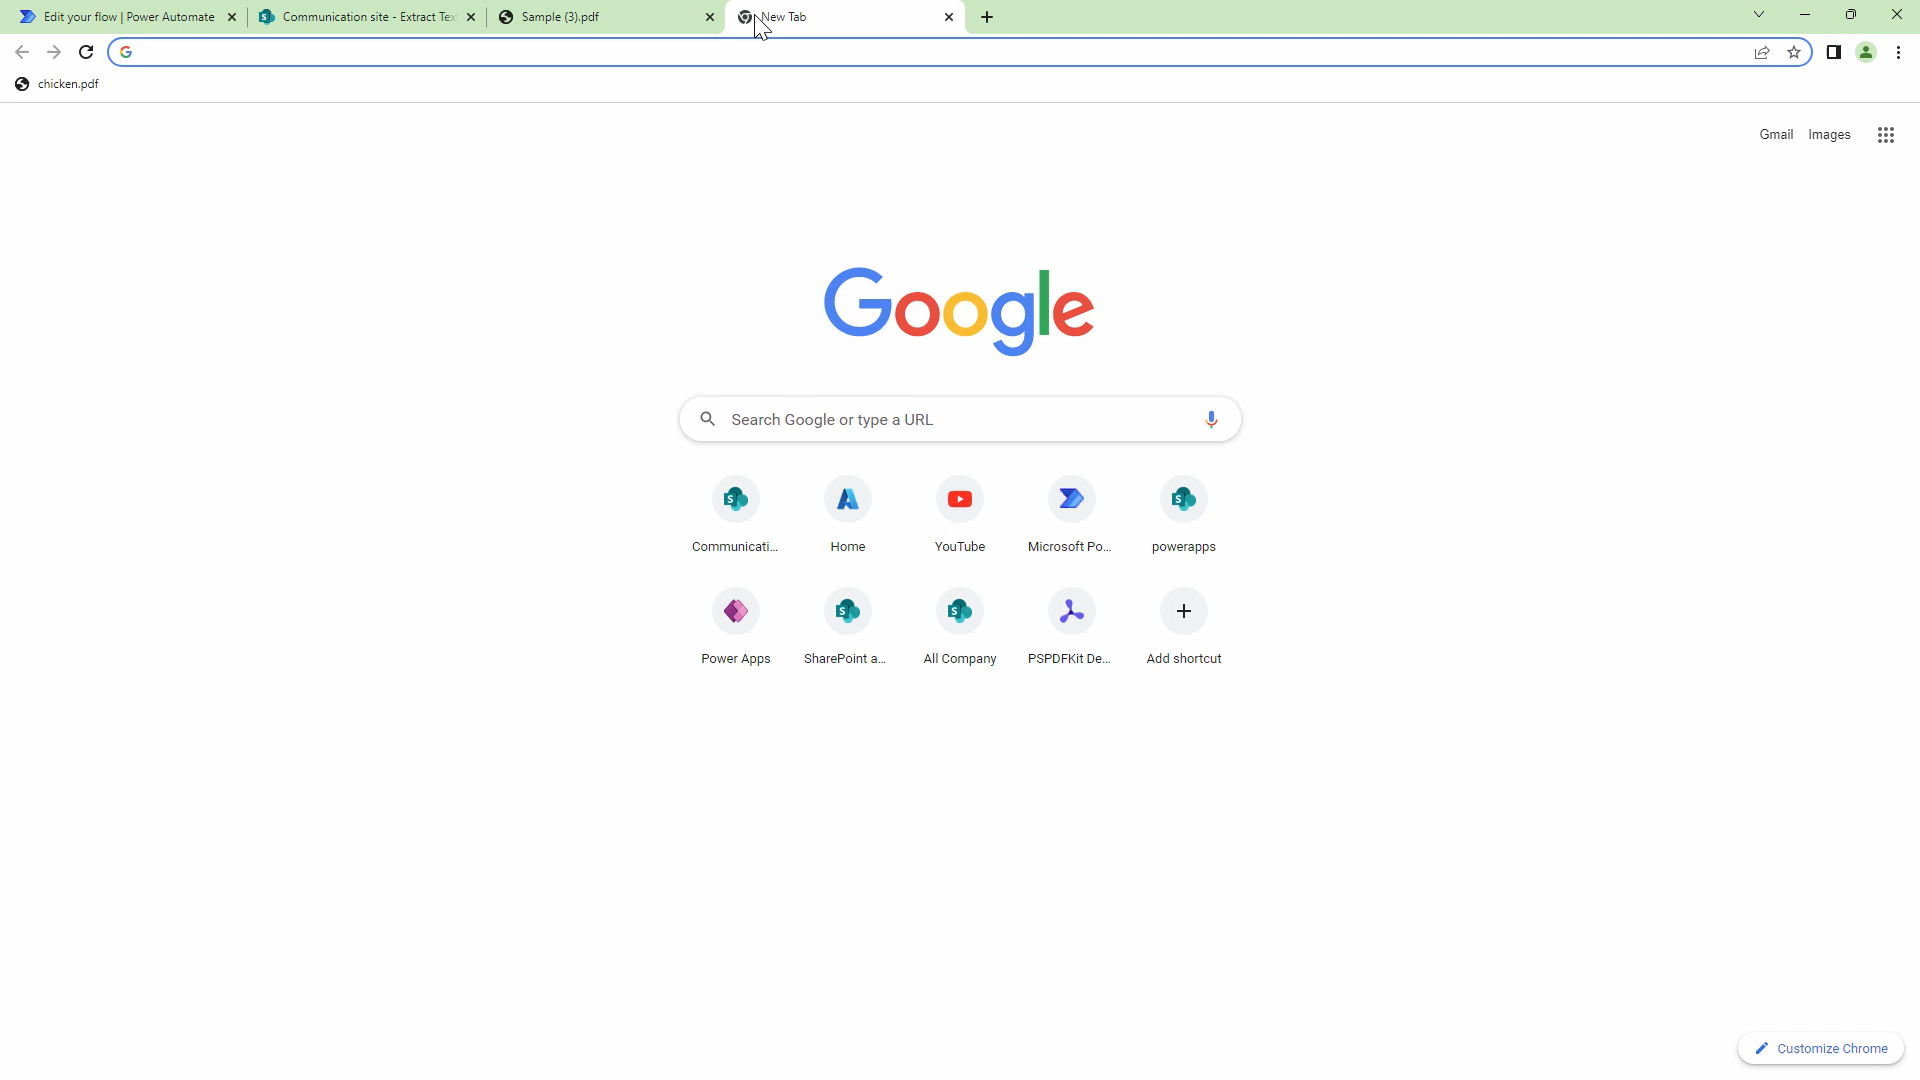 Edit your flow | Power Automate
Communication site - Extract Tex
Sample (3).pdf
New Tab
chicken.pdf
Gmail Images
Google
Search Google or type a URL
Communicati... Home YouTube Microsoft Po... powerapps
Power Apps SharePoint a... All Company PSPDFKit De... Add shortcut
Customize Chrome